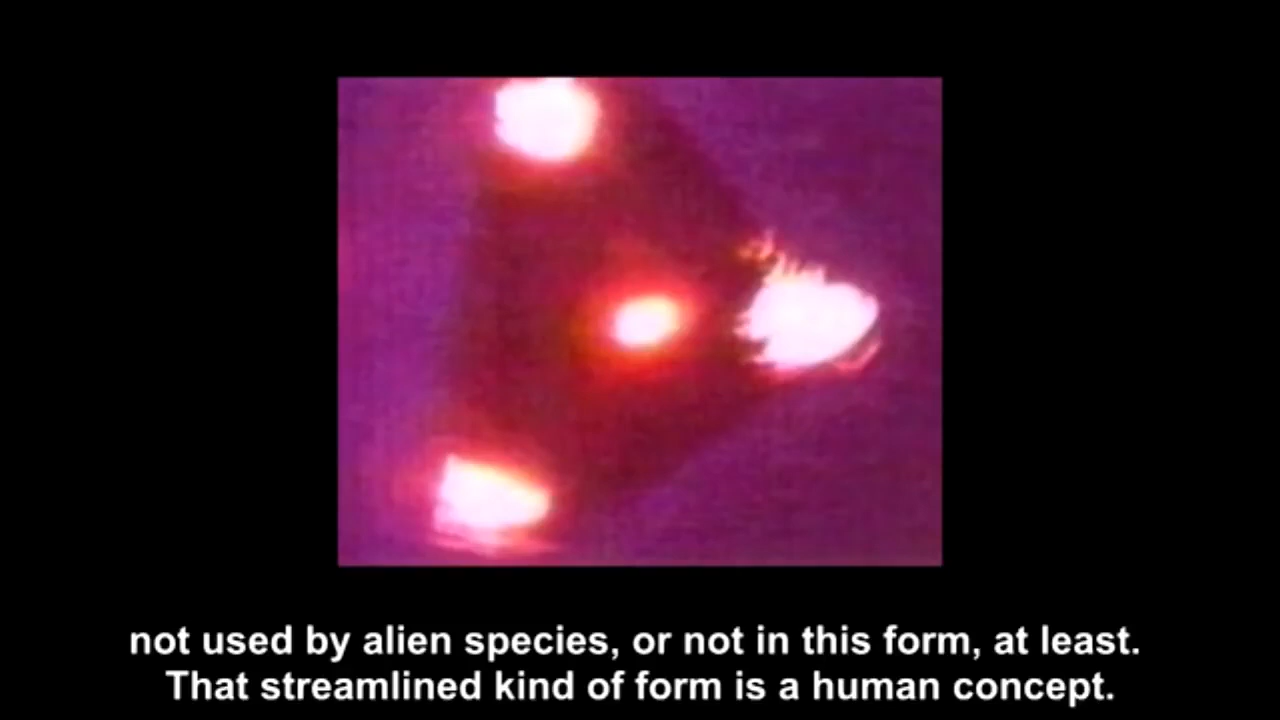 not used by alien species, or not in this form, at least.
That streamlined kind of form is a human concept.